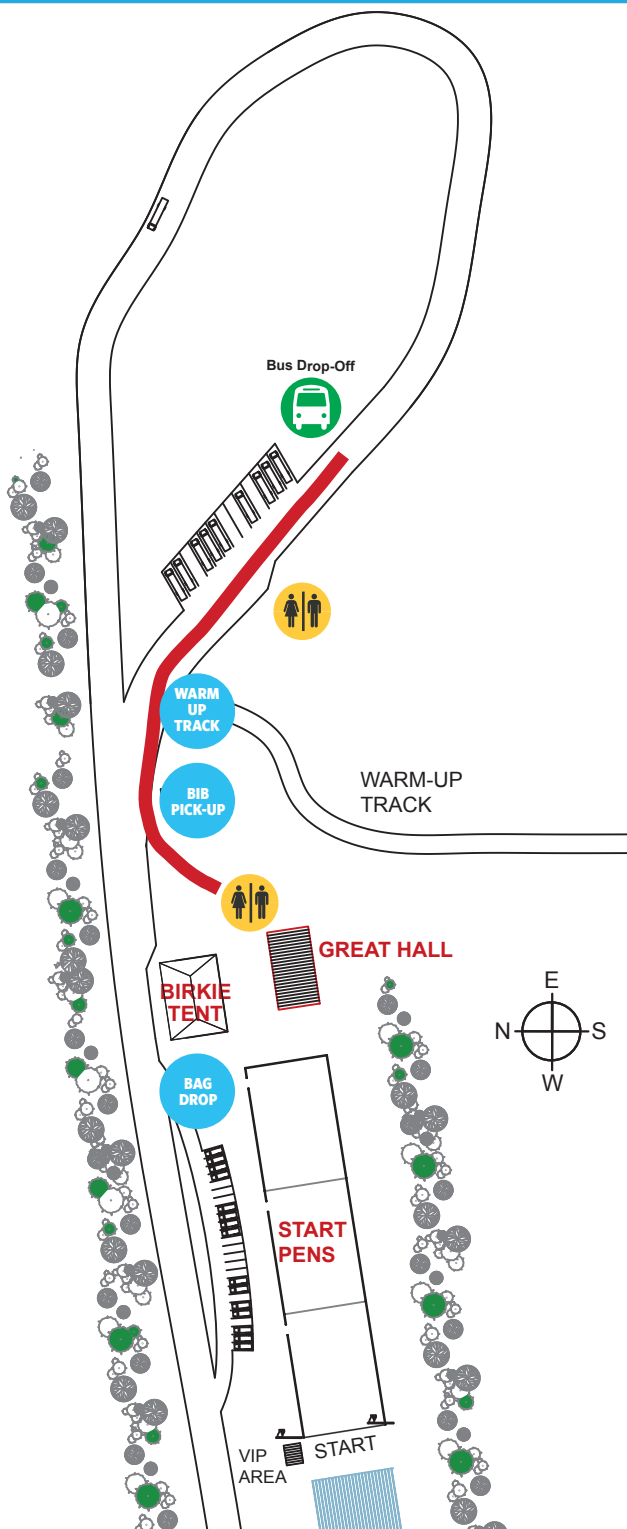 Bus Drop-Off
WARM
UP
TRACK
BIB
PICK-UP
WARM-UP
TRACK
GREAT HALL
BIRKIE
TENT
E
N
S
W
BAG
DROP
START
PENS
VIP
AREA
START